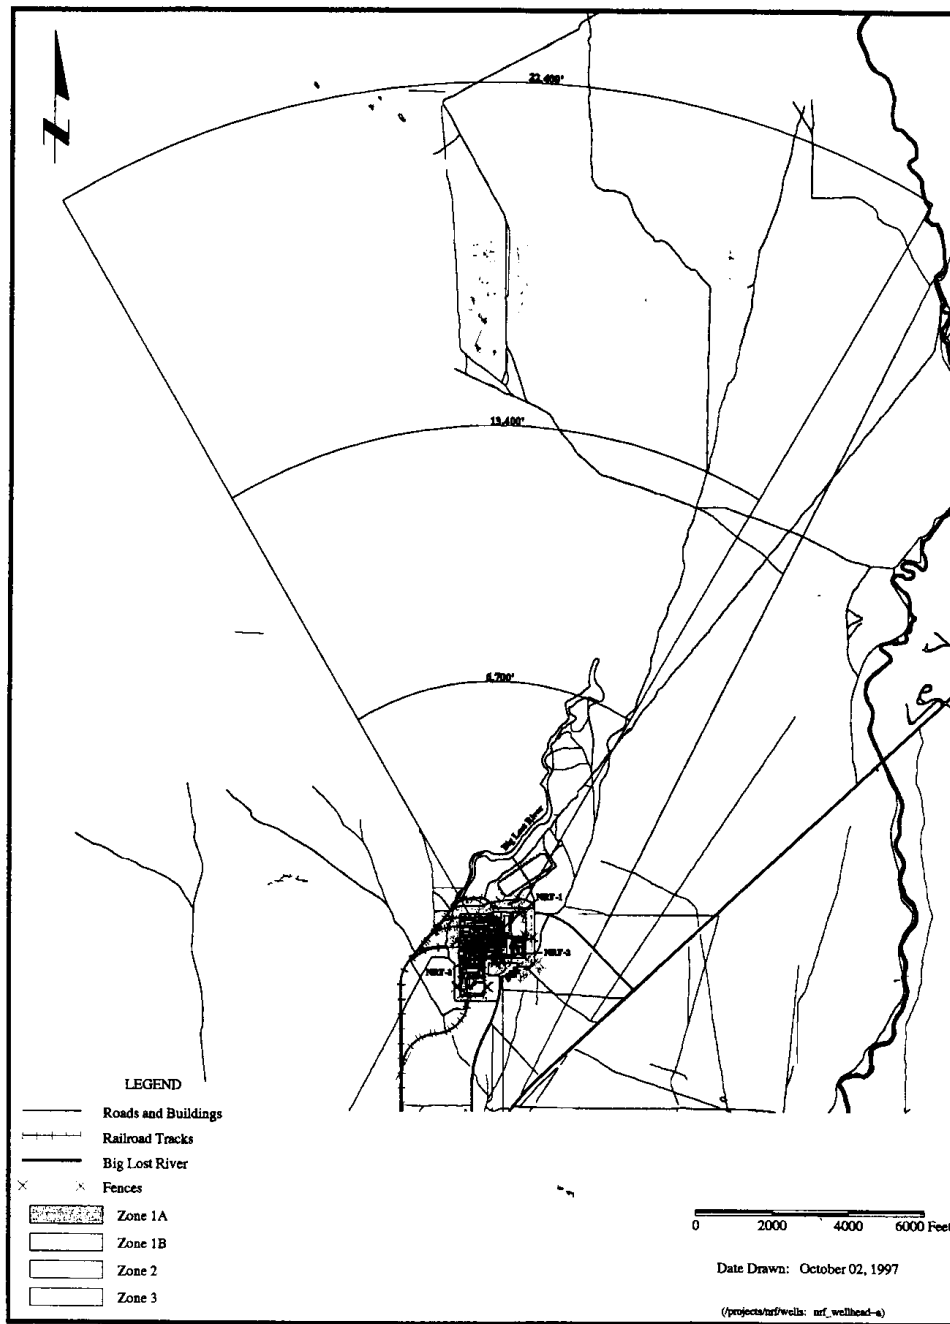 22,400'
13,400'
6,700'
Big Lost River
NRF-1
NRF-2
LEGEND
Roads and Buildings
Railroad Tracks
Big Lost River
Fences
Zone 1A
Zone 1B
Zone 2
Zone 3
0 2000 4000 6000 Feet
Date Drawn: October 02, 1997
(/projects/nrf/wells: nrf_wellhead-a)